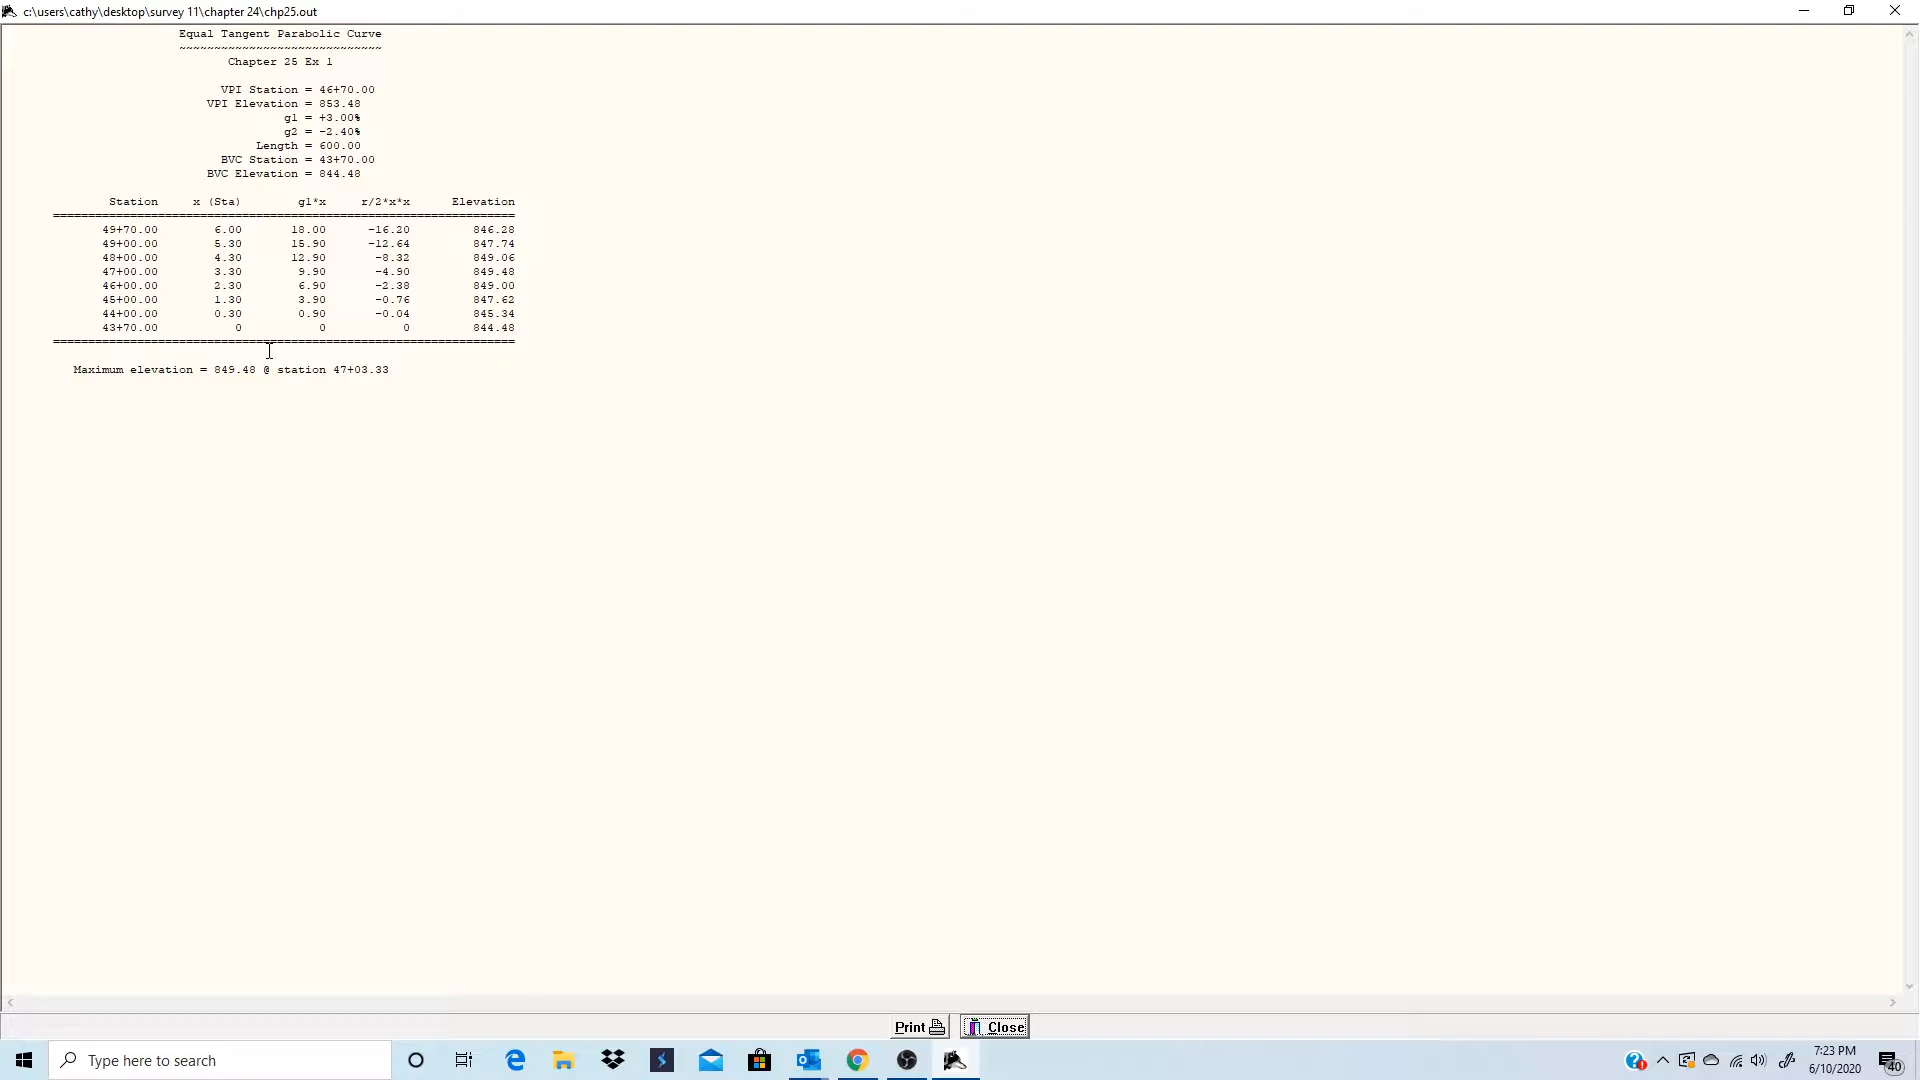 c:\users\cathy\desktop\survey 11\chapter 24\chp25.out
Equal Tangent Parabolic Curve
~~~~~~~~~~~~~~~~~~~~~~~~~~~~~
Chapter 25 Ex 1
VPI Station = 46+70.00
VPI Elevation = 853.48
g1 = +3.00%
g2 = -2.40%
Length = 600.00
BVC Station = 43+70.00
BVC Elevation = 844.48
Station x (Sta) g1*x r/2*x*x Elevation
==================================================================
49+70.00 6.00 18.00 -16.20 846.28
49+00.00 5.30 15.90 -12.64 847.74
48+00.00 4.30 12.90 -8.32 849.06
47+00.00 3.30 9.90 -4.90 849.48
46+00.00 2.30 6.90 -2.38 849.00
45+00.00 1.30 3.90 -0.76 847.62
44+00.00 0.30 0.90 -0.04 845.34
43+70.00 0 0 0 844.48
==================================================================
Maximum elevation = 849.48 @ station 47+03.33
Print Close
Type here to search
7:23 PM
6/10/2020
40